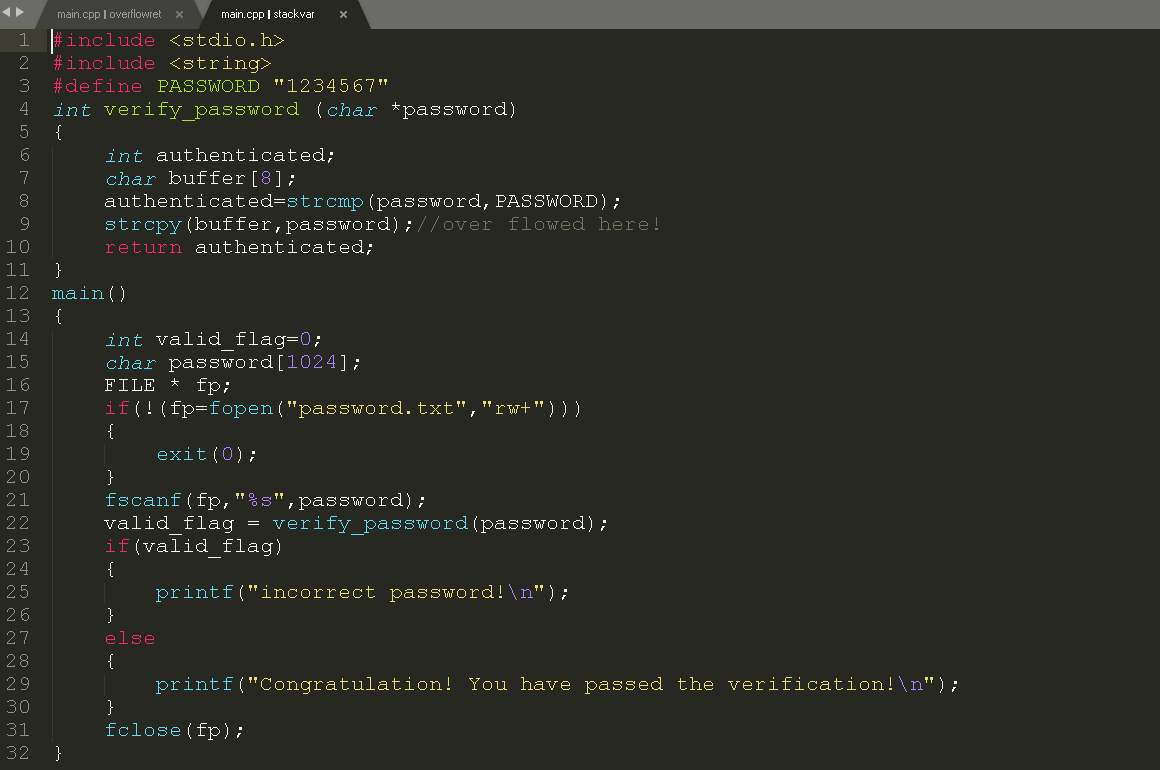 main.cpp | overflowret × main.cpp | stackvar ×
1 #include <stdio.h>
2 #include <string>
3 #define PASSWORD "1234567"
4 int verify_password (char *password)
5 {
6 int authenticated;
7 char buffer[8];
8 authenticated=strcmp(password,PASSWORD);
9 strcpy(buffer,password);//over flowed here!
10 return authenticated;
11 }
12 main()
13 {
14 int valid_flag=0;
15 char password[1024];
16 FILE * fp;
17 if(!(fp=fopen("password.txt","rw+")))
18 {
19 exit(0);
20 }
21 fscanf(fp,"%s",password);
22 valid_flag = verify_password(password);
23 if(valid_flag)
24 {
25 printf("incorrect password!\n");
26 }
27 else
28 {
29 printf("Congratulation! You have passed the verification!\n");
30 }
31 fclose(fp);
32 }